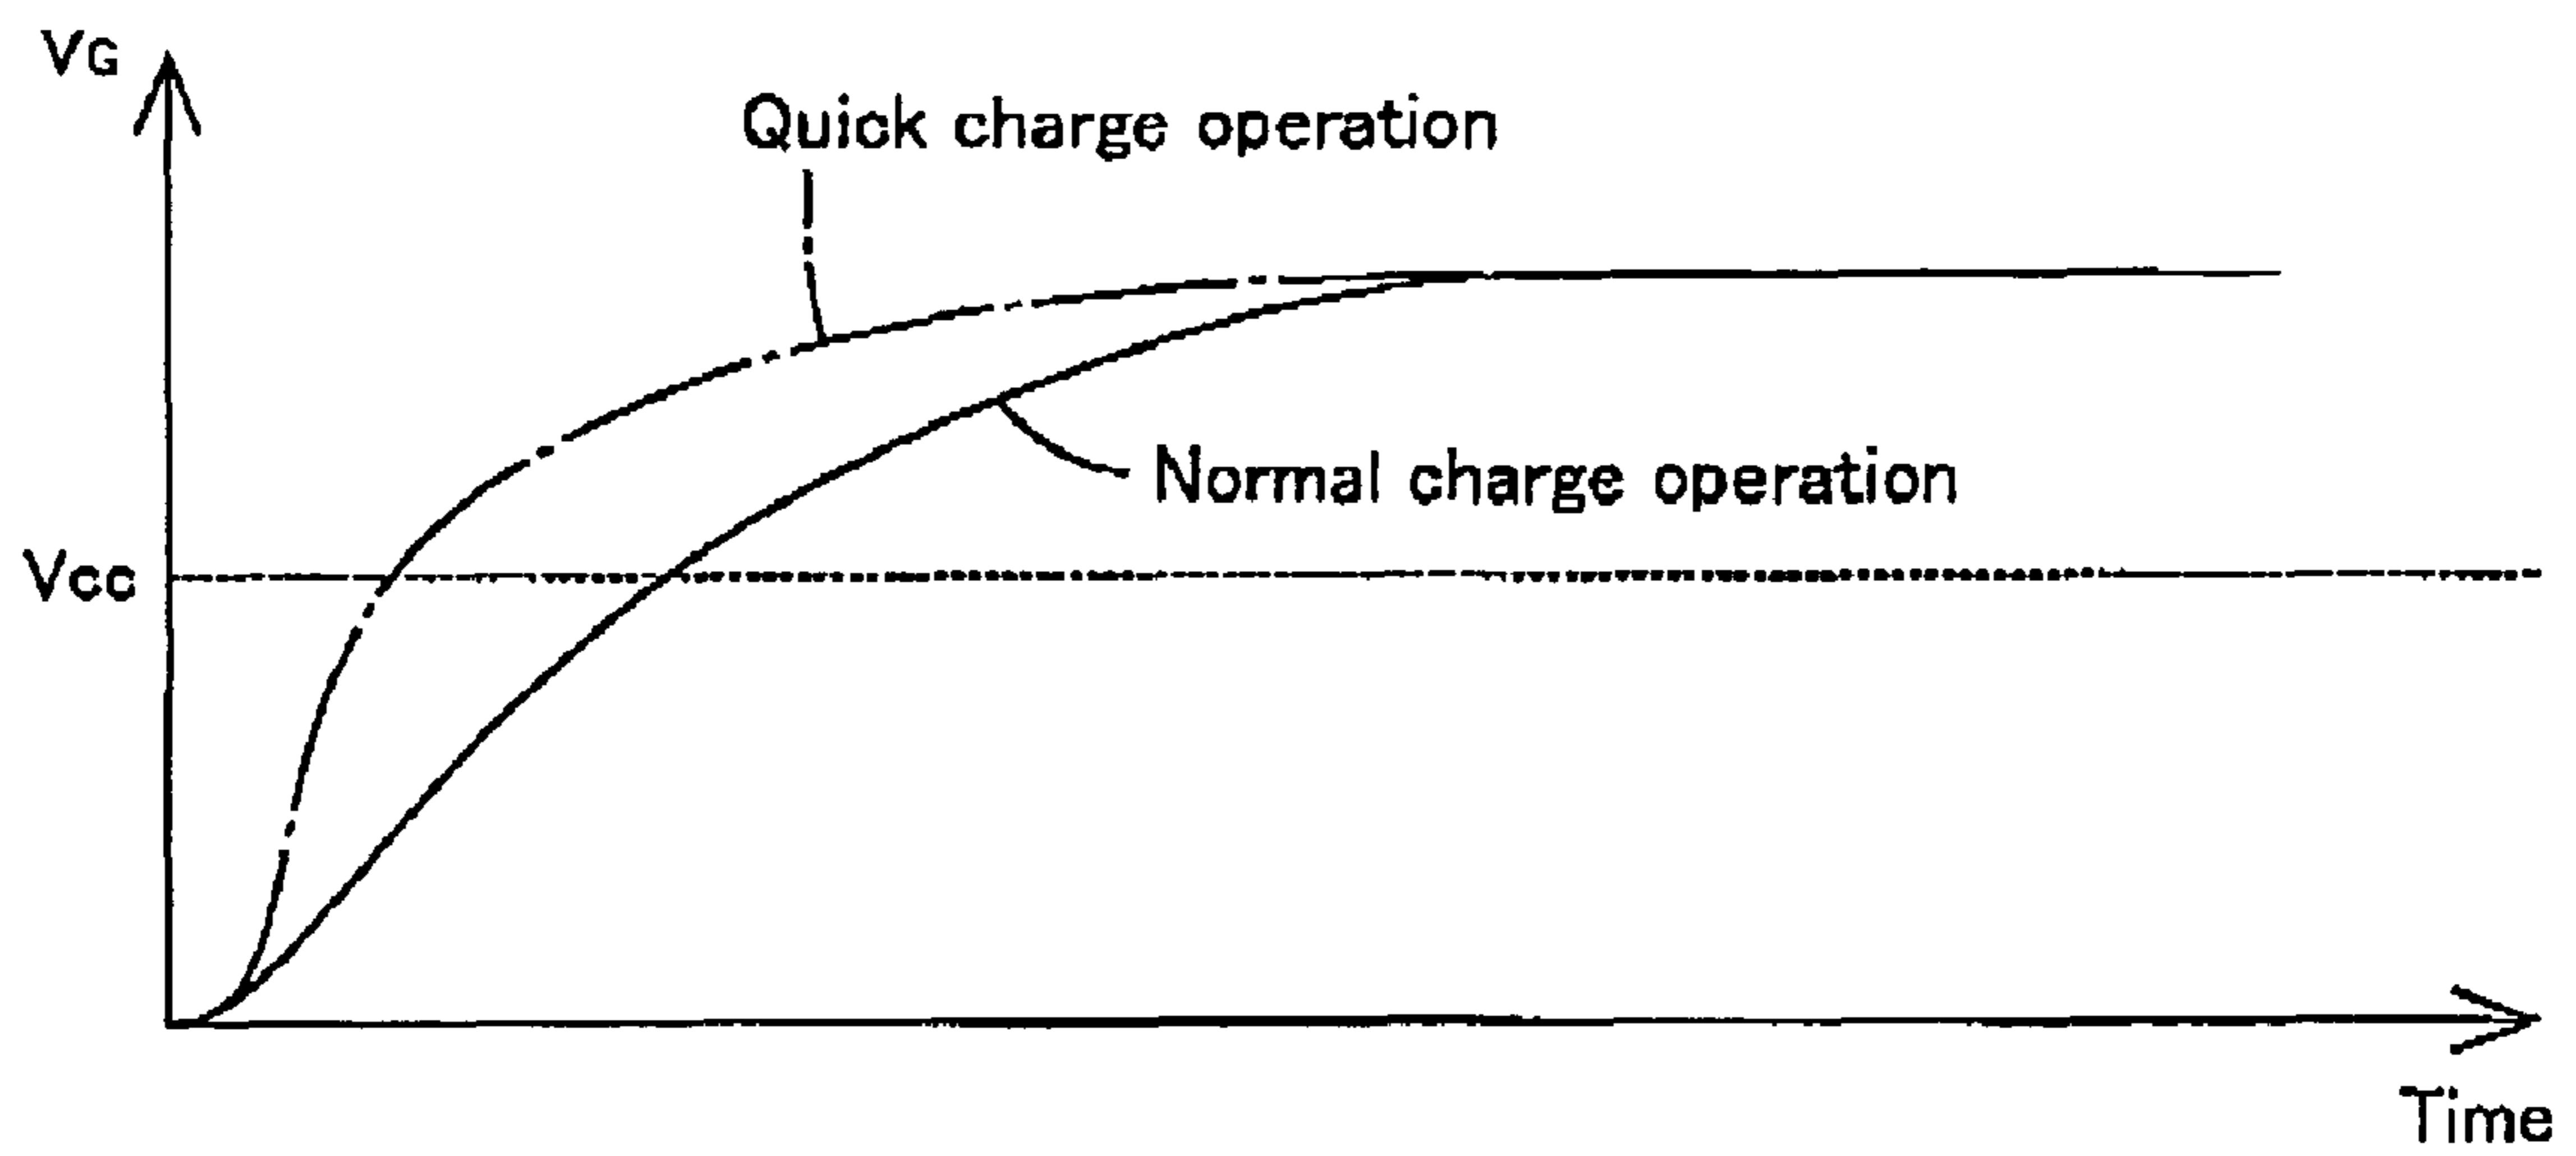 VG
Quick charge operation
Normal charge operation
Vcc
Time